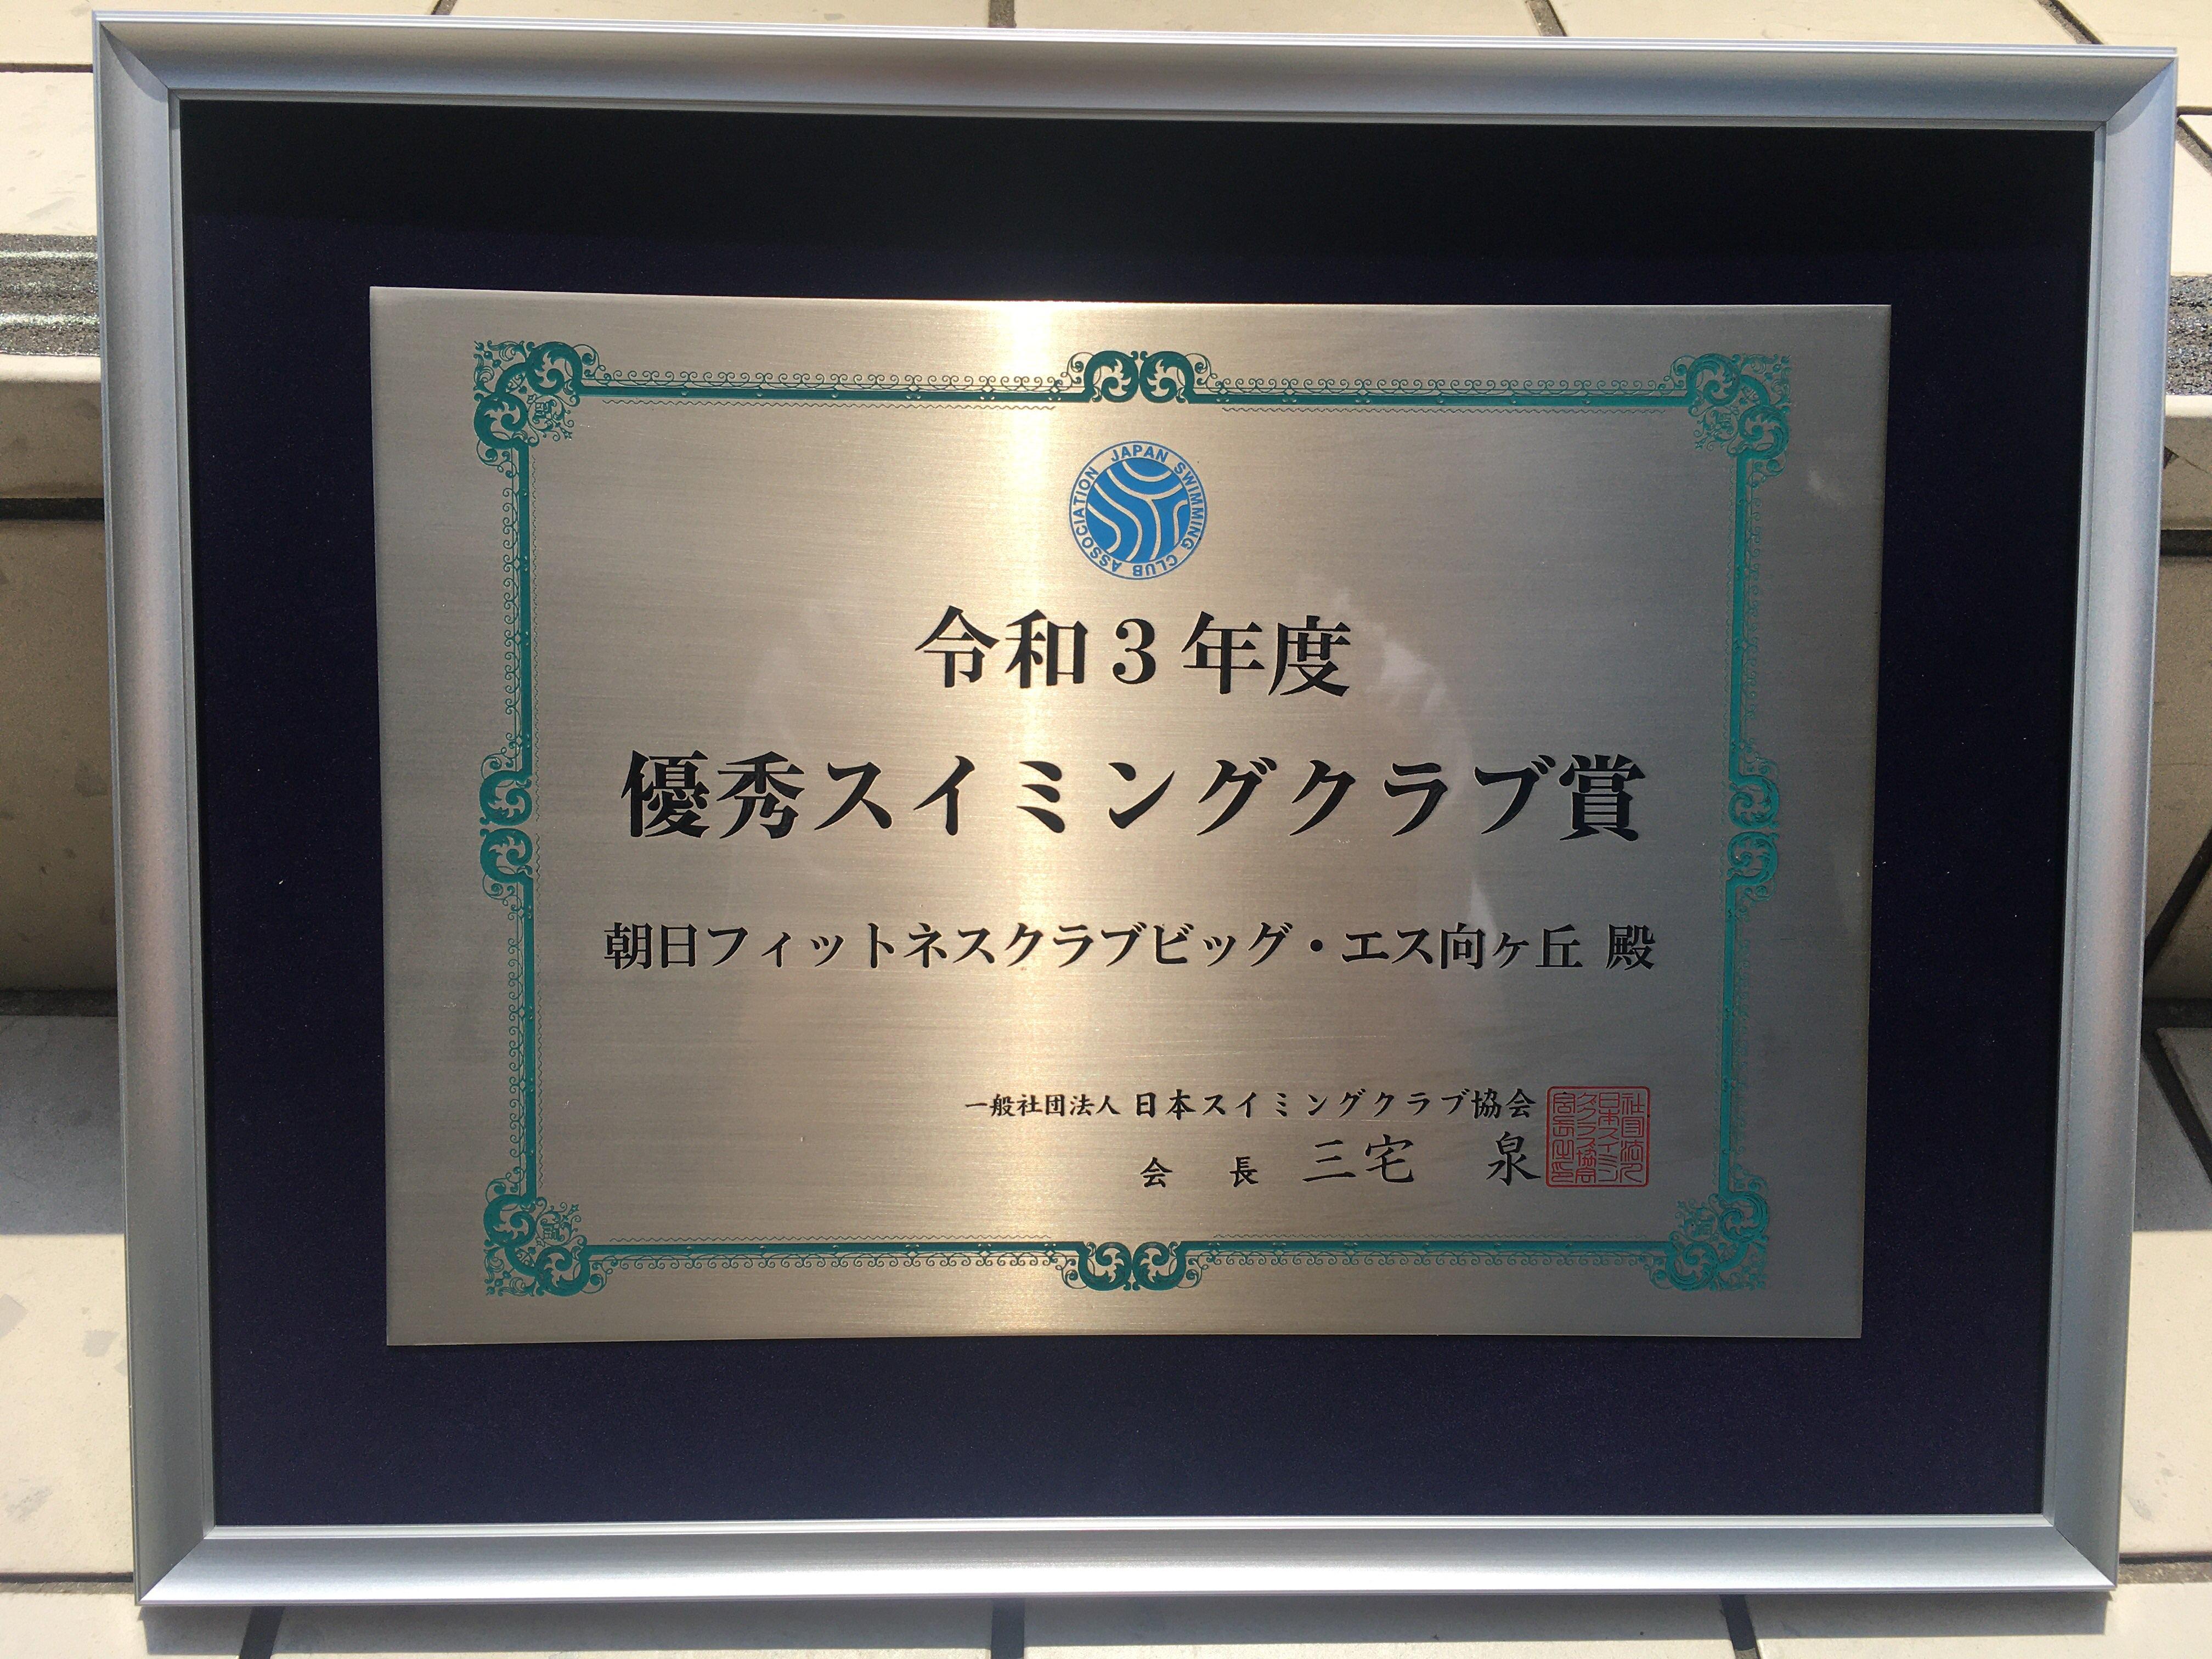 JAPAN SWIMMING CLUB ASSOCIATION
令和3年度
優秀スイミングクラブ賞
朝日フィットネスクラブビッグ・エス向ヶ丘 殿
一般社団法人 日本スイミングクラブ協会
会 長 三宅 泉